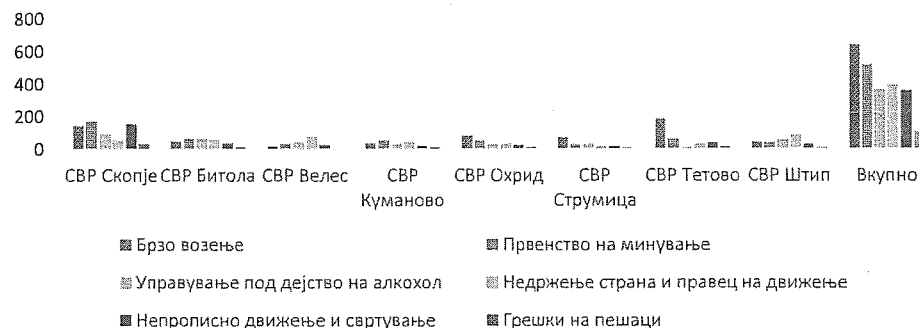 800
600
400
200
0
СВР Скопје СВР Битола СВР Велес СВР Куманово СВР Охрид СВР Струмица СВР Тетово СВР Штип Вкупно
Брзо возење
Првенство на минување
Управување под дејство на алкохол
Недржење страна и правец на движење
Непрописно движење и свртување
Грешки на пешаци